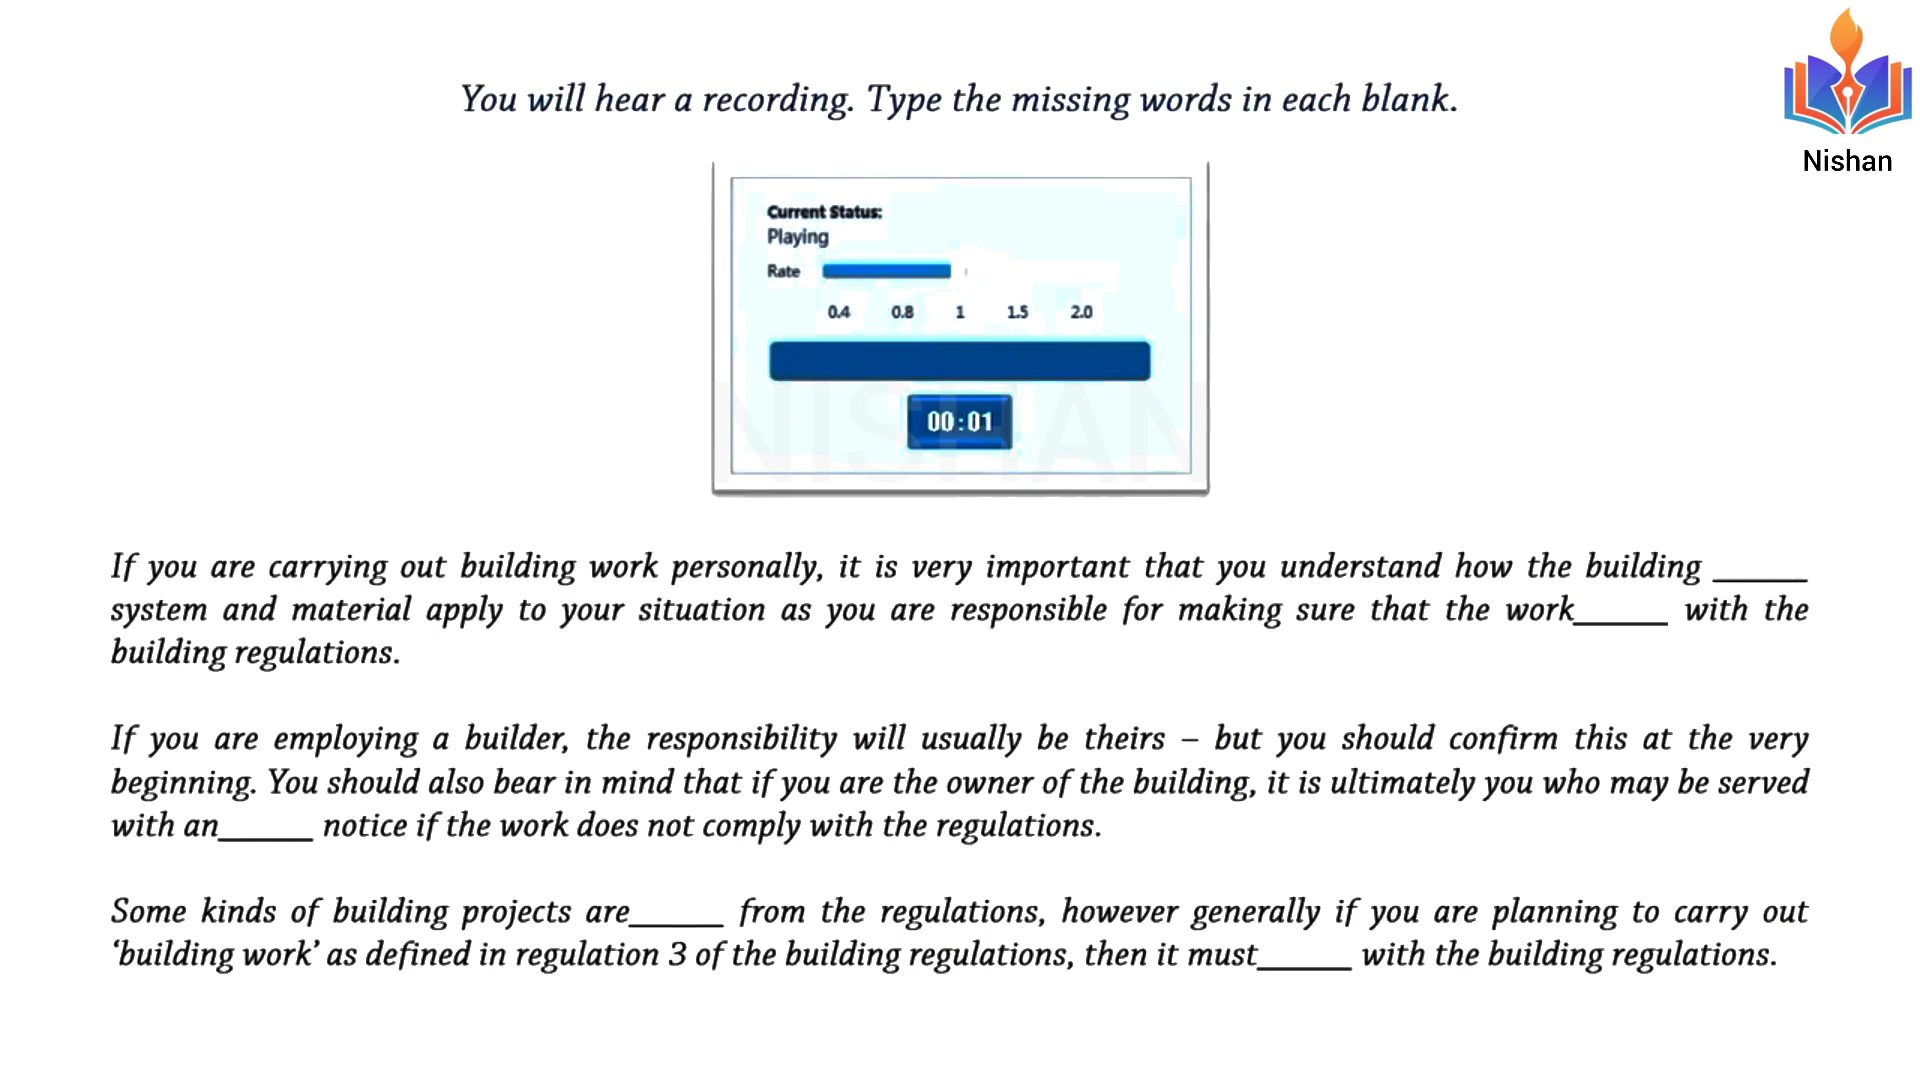 You will hear a recording. Type the missing words in each blank.
Nishan
Current Status:
Playing
Rate
0.4 0.8 1 1.5 2.0
00:01
NISHAN
If you are carrying out building work personally, it is very important that you understand how the building ______
system and material apply to your situation as you are responsible for making sure that the work______ with the
building regulations.
If you are employing a builder, the responsibility will usually be theirs – but you should confirm this at the very
beginning. You should also bear in mind that if you are the owner of the building, it is ultimately you who may be served
with an______ notice if the work does not comply with the regulations.
Some kinds of building projects are______ from the regulations, however generally if you are planning to carry out
‘building work’ as defined in regulation 3 of the building regulations, then it must______ with the building regulations.